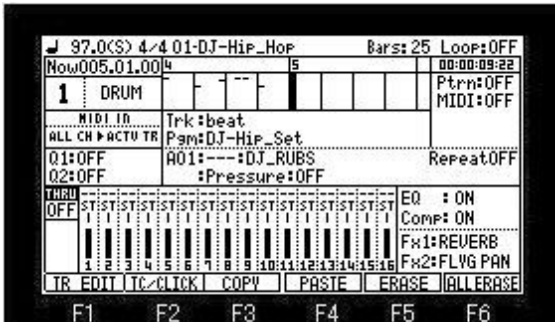 ♩ 97.0(S) 4/4 01-DJ-Hip_Hop Bars: 25 Loop:OFF
Now005.01.00 4 5 00:00:09:22
1 DRUM Ptrn:OFF
MIDI:OFF
MIDI IN Trk:beat
ALL CH▶ACTV TR Pgm:DJ-Hip_Set
Q1:OFF A01:---:DJ_RUBS RepeatOFF
Q2:OFF :Pressure:OFF
THRU -- -- -- -- -- -- -- -- -- -- -- -- -- -- -- --
OFF ST ST ST ST ST ST ST ST ST ST ST ST ST ST ST ST EQ : ON
Comp: ON
Fx1:REVERB
1 2 3 4 5 6 7 8 9 10 11 12 13 14 15 16 Fx2:FLVG PAN
TR EDIT TC/CLICK COPY PASTE ERASE ALLERASE
F1 F2 F3 F4 F5 F6